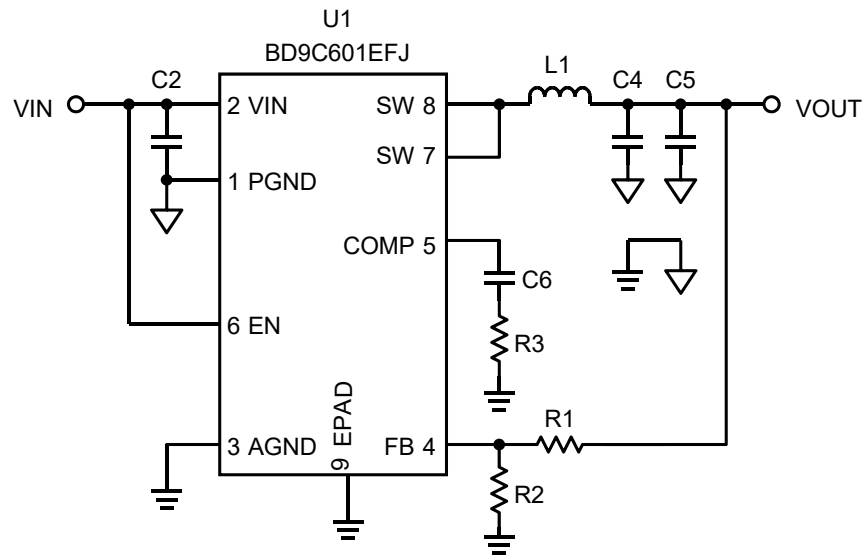 U1
BD9C601EFJ
C2
L1
C4
C5
VIN
2 VIN
SW 8
VOUT
SW 7
1 PGND
COMP 5
C6
6 EN
R3
R1
3 AGND
9 EPAD
FB 4
R2